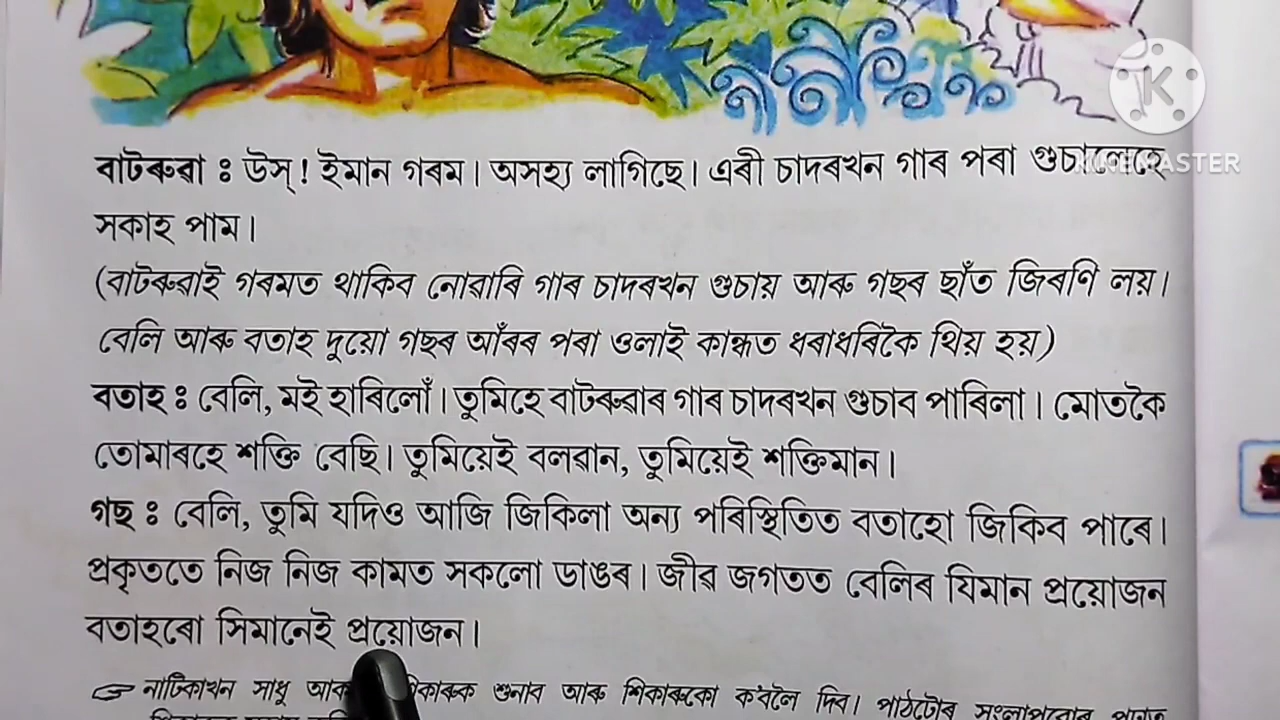 বাটৰুৱা : উস্! ইমান গৰম। অসহ্য লাগিছে। এৰী চাদৰখন গাৰ পৰা গুচালেহে
সকাহ পাম।
(বাটৰুৱাই গৰমত থাকিব নোৱাৰি গাৰ চাদৰখন গুচায় আৰু গছৰ ছাঁত জিৰণি লয়।
বেলি আৰু বতাহ দুয়ো গছৰ আঁৰৰ পৰা ওলাই কান্ধত ধৰাধৰিকৈ থিয় হয়)
বতাহ : বেলি, মই হাৰিলোঁ। তুমিহে বাটৰুৱাৰ গাৰ চাদৰখন গুচাব পাৰিলা। মোতকৈ
তোমাৰহে শক্তি বেছি। তুমিয়েই বলৱান, তুমিয়েই শক্তিমান।
গছ : বেলি, তুমি যদিও আজি জিকিলা অন্য পৰিস্থিতিত বতাহো জিকিব পাৰে।
প্ৰকৃততে নিজ নিজ কামত সকলো ডাঙৰ। জীৱ জগতত বেলিৰ যিমান প্ৰয়োজন
বতাহৰো সিমানেই প্ৰয়োজন।
নাটিকাখন সাধু শুনাব আৰু শিকাৰুকো ক'বলৈ দিব। পাঠটোৰ
KINEMASTER